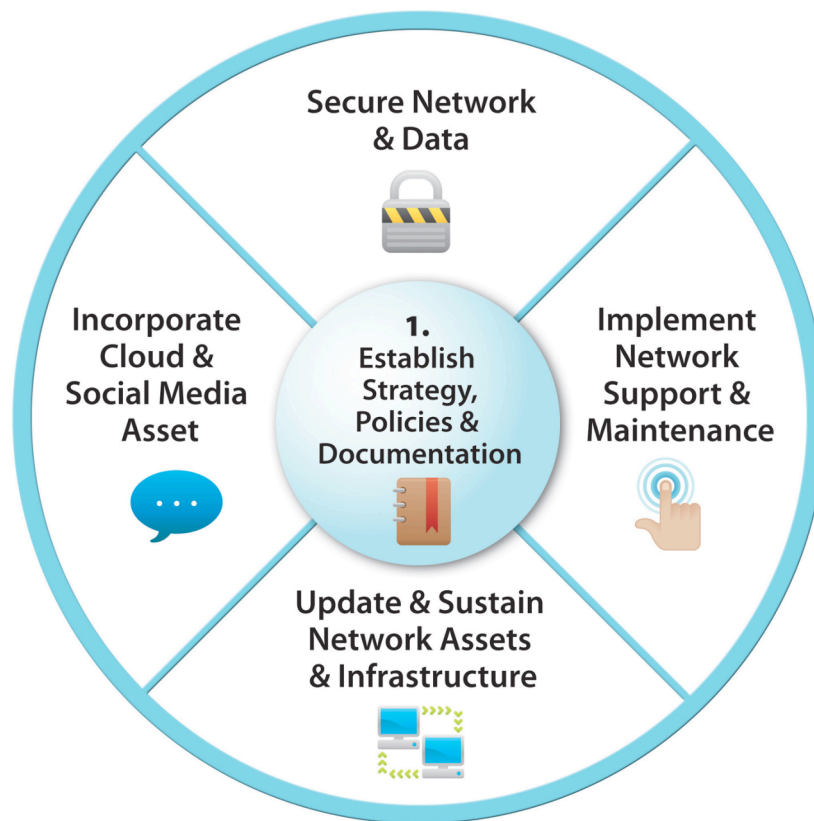 Secure Network
& Data
Incorporate
Cloud &
Social Media
Asset
1.
Establish
Strategy,
Policies &
Documentation
Implement
Network
Support &
Maintenance
Update & Sustain
Network Assets
& Infrastructure